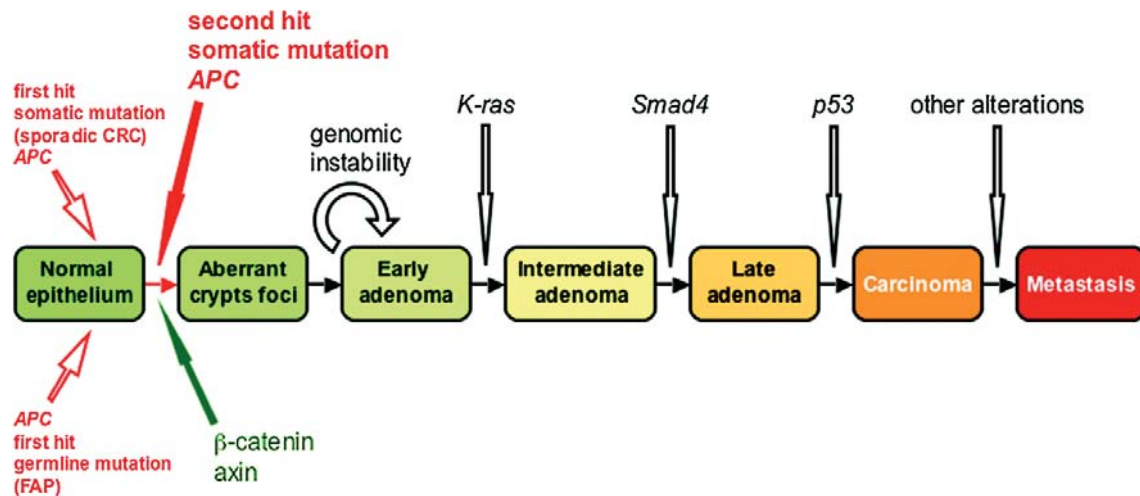 second hit
somatic mutation
APC
first hit
somatic mutation
(sporadic CRC)
APC
genomic
instability
K-ras
Smad4
p53
other alterations
Normal
epithelium
Aberrant
crypts foci
Early
adenoma
Intermediate
adenoma
Late
adenoma
Carcinoma
Metastasis
APC
first hit
germline mutation
(FAP)
β-catenin
axin